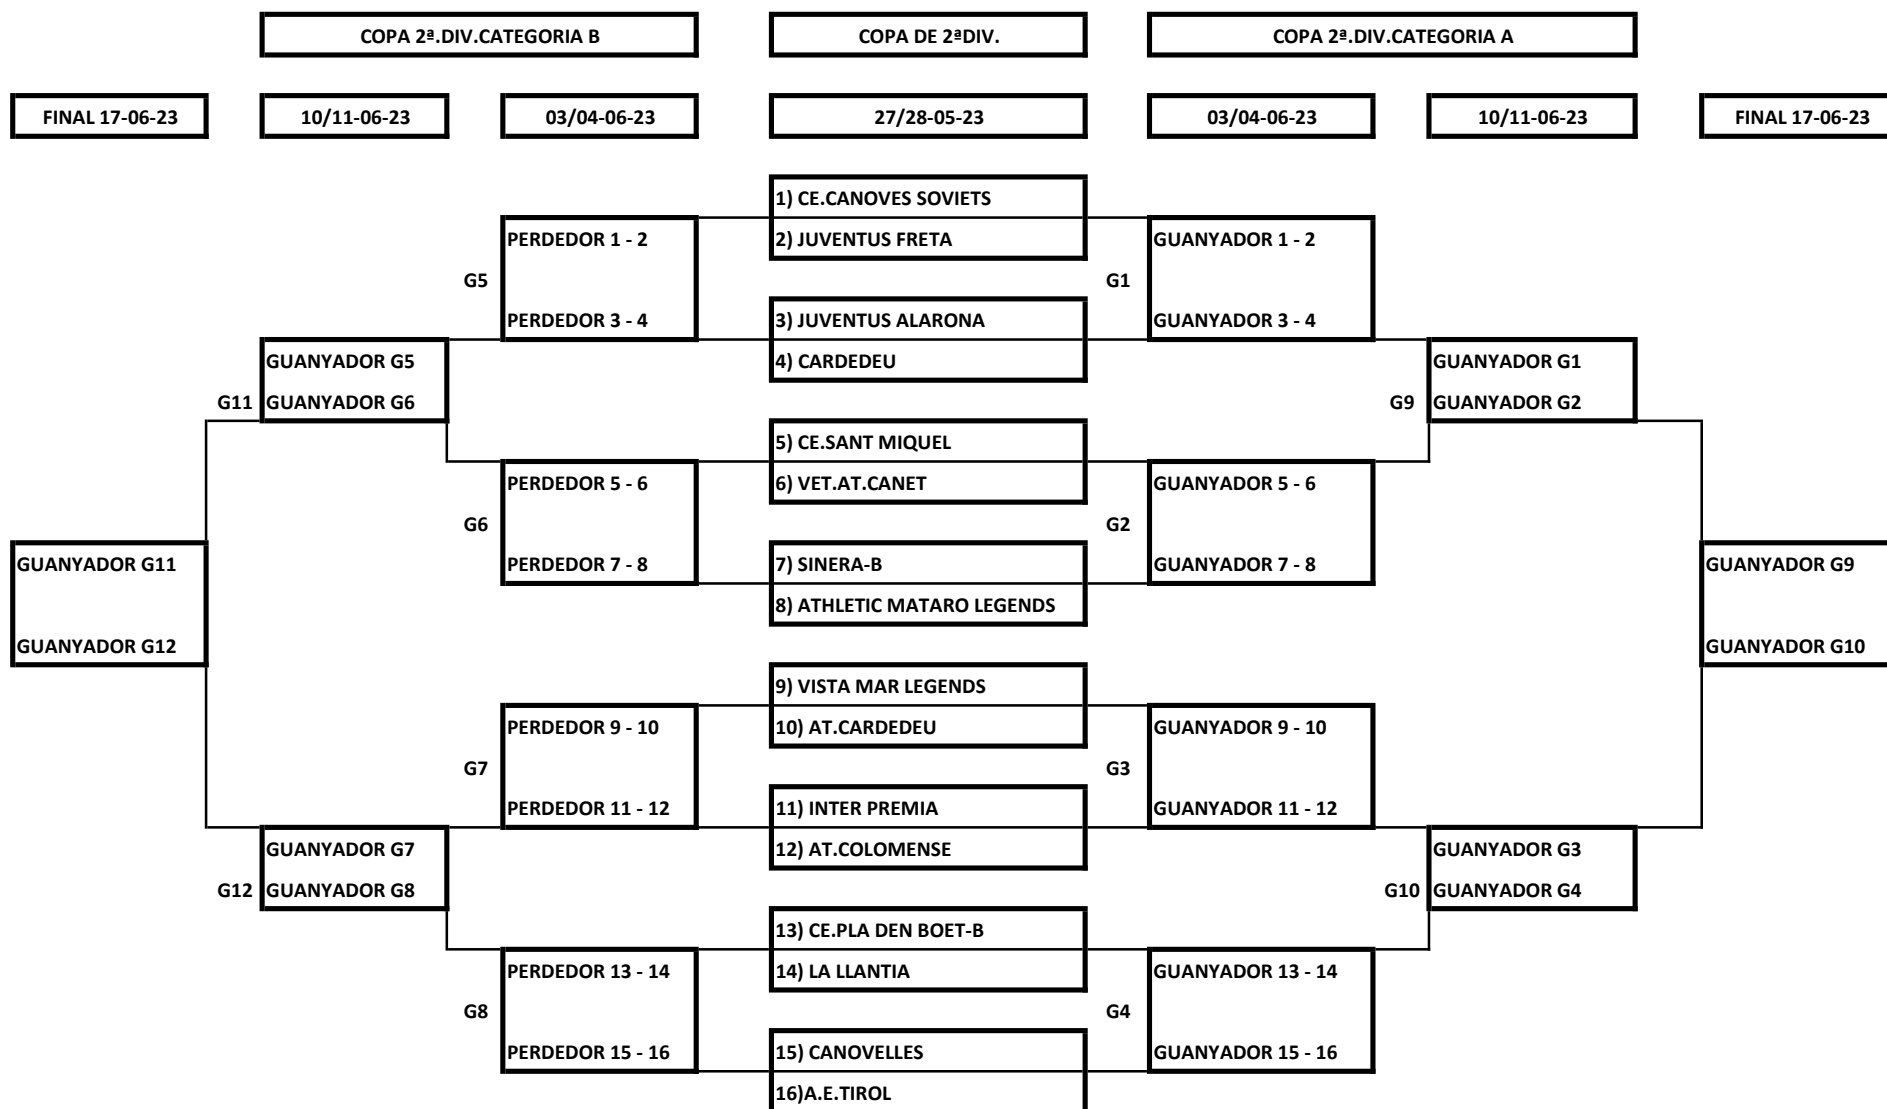 COPA 2ª.DIV.CATEGORIA B COPA DE 2ªDIV. COPA 2ª.DIV.CATEGORIA A
FINAL 17-06-23 10/11-06-23 03/04-06-23 27/28-05-23 03/04-06-23 10/11-06-23 FINAL 17-06-23
1) CE.CANOVES SOVIETS
PERDEDOR 1 - 2 2) JUVENTUS FRETA GUANYADOR 1 - 2
G5 G1
PERDEDOR 3 - 4 3) JUVENTUS ALARONA GUANYADOR 3 - 4
GUANYADOR G5 4) CARDEDEU GUANYADOR G1
G11 GUANYADOR G6 G9 GUANYADOR G2
5) CE.SANT MIQUEL
PERDEDOR 5 - 6 6) VET.AT.CANET GUANYADOR 5 - 6
G6 G2
GUANYADOR G11 PERDEDOR 7 - 8 7) SINERA-B GUANYADOR 7 - 8 GUANYADOR G9
8) ATHLETIC MATARO LEGENDS
GUANYADOR G12 GUANYADOR G10
9) VISTA MAR LEGENDS
PERDEDOR 9 - 10 10) AT.CARDEDEU GUANYADOR 9 - 10
G7 G3
PERDEDOR 11 - 12 11) INTER PREMIA GUANYADOR 11 - 12
GUANYADOR G7 12) AT.COLOMENSE GUANYADOR G3
G12 GUANYADOR G8 G10 GUANYADOR G4
13) CE.PLA DEN BOET-B
PERDEDOR 13 - 14 14) LA LLANTIA GUANYADOR 13 - 14
G8 G4
PERDEDOR 15 - 16 15) CANOVELLES GUANYADOR 15 - 16
16)A.E.TIROL